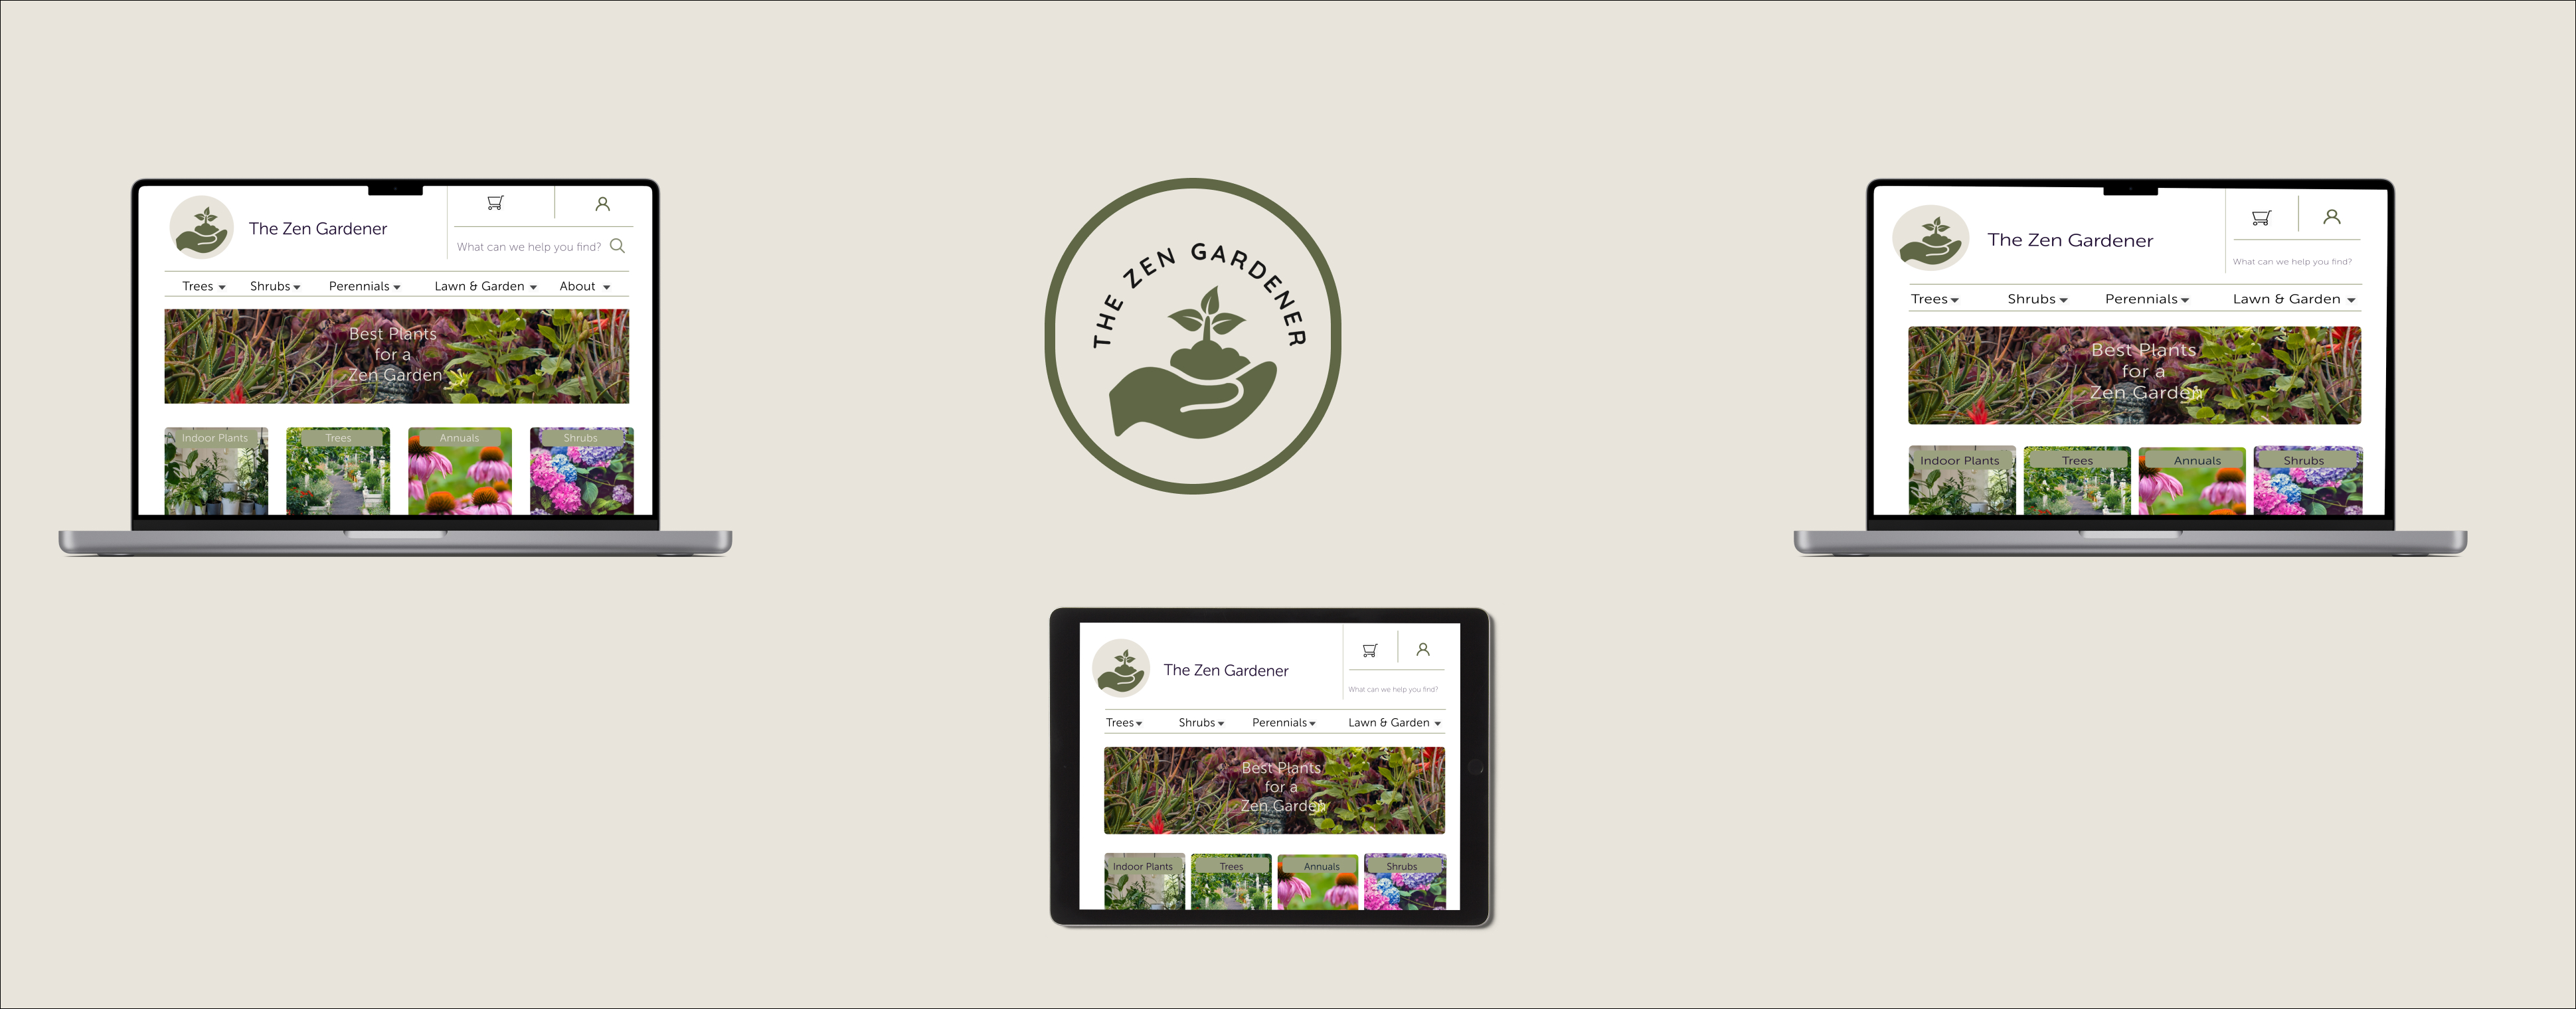 The Zen Gardener
What can we help you find?
Trees Shrubs Perennials Lawn & Garden About
Best Plants
for a
Zen Garden
Indoor Plants Trees Annuals Shrubs
THE ZEN GARDENER
The Zen Gardener
What can we help you find?
Trees Shrubs Perennials Lawn & Garden
Best Plants
for a
Zen Garden
Indoor Plants Trees Annuals Shrubs
The Zen Gardener
What can we help you find?
Trees Shrubs Perennials Lawn & Garden
Best Plants
for a
Zen Garden
Indoor Plants Trees Annuals Shrubs